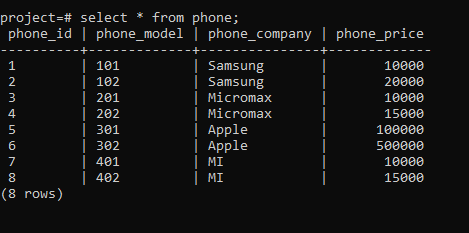 project=# select * from phone;
 phone_id | phone_model | phone_company | phone_price
----------+-------------+---------------+-------------
 1        | 101         | Samsung       |       10000
 2        | 102         | Samsung       |       20000
 3        | 201         | Micromax      |       10000
 4        | 202         | Micromax      |       15000
 5        | 301         | Apple         |      100000
 6        | 302         | Apple         |      500000
 7        | 401         | MI            |       10000
 8        | 402         | MI            |       15000
(8 rows)